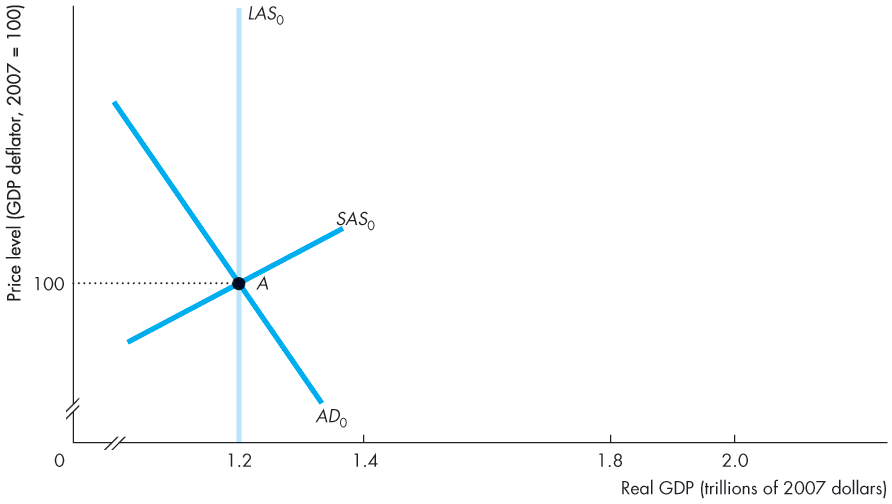 Price level (GDP deflator, 2007 = 100)
LAS₀
SAS₀
100
A
AD₀
0
1.2
1.4
1.8
2.0
Real GDP (trillions of 2007 dollars)